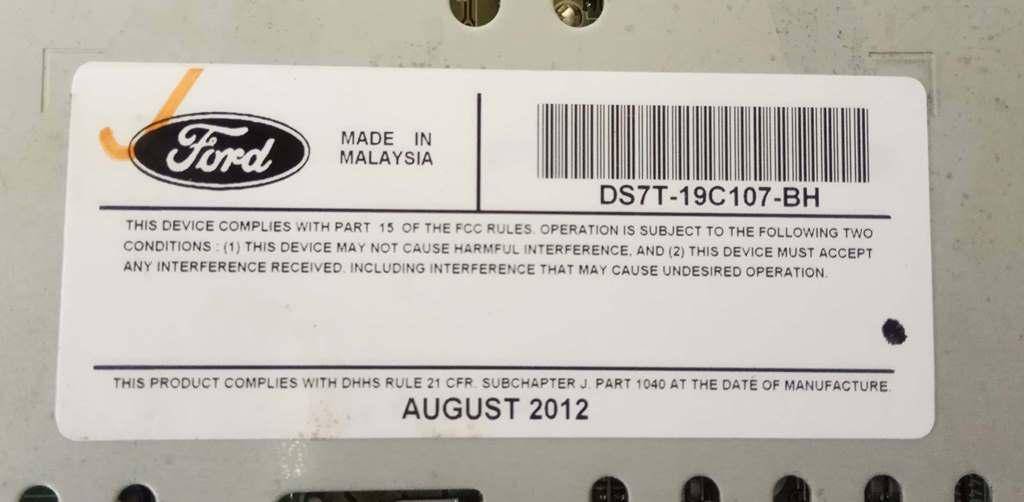 Ford
MADE IN
MALAYSIA
DS7T-19C107-BH
THIS DEVICE COMPLIES WITH PART 15 OF THE FCC RULES. OPERATION IS SUBJECT TO THE FOLLOWING TWO
CONDITIONS : (1) THIS DEVICE MAY NOT CAUSE HARMFUL INTERFERENCE, AND (2) THIS DEVICE MUST ACCEPT
ANY INTERFERENCE RECEIVED. INCLUDING INTERFERENCE THAT MAY CAUSE UNDESIRED OPERATION.
THIS PRODUCT COMPLIES WITH DHHS RULE 21 CFR. SUBCHAPTER J. PART 1040 AT THE DATE OF MANUFACTURE.
AUGUST 2012